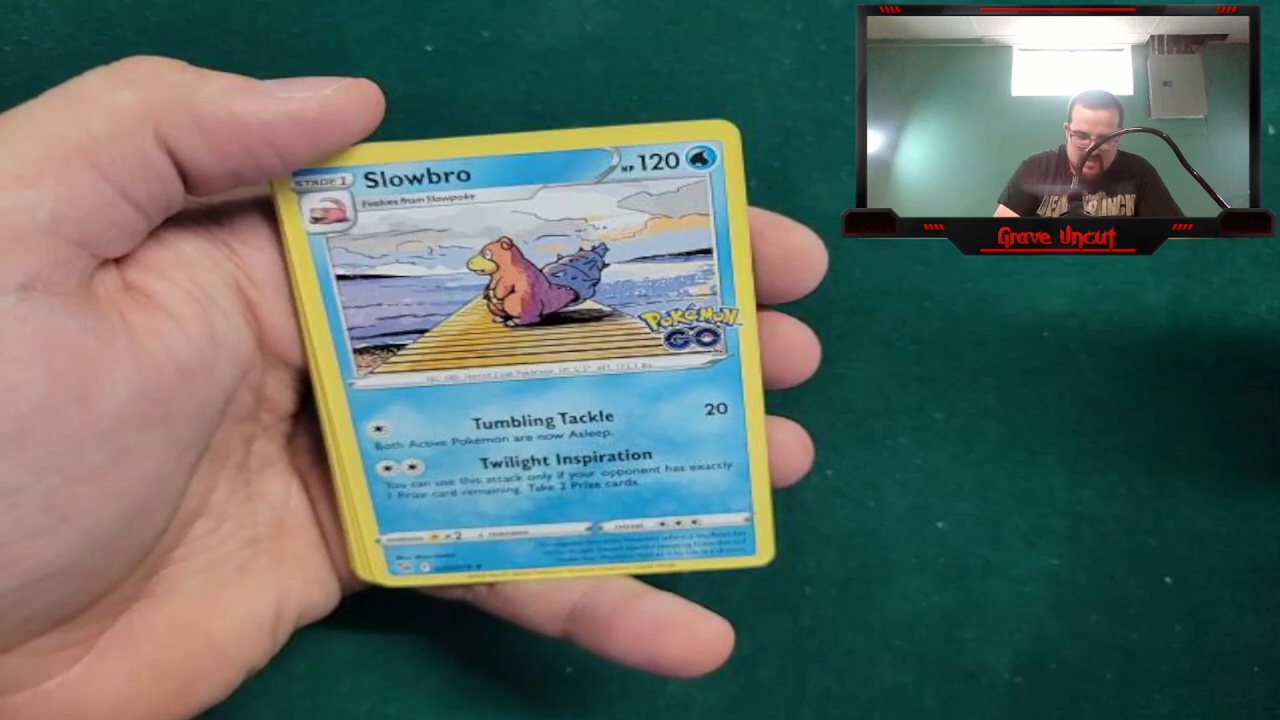 STAGE 1
Slowbro
HP 120
Evolves from Slowpoke
POKÉMON
GO
Tumbling Tackle 20
Both Active Pokémon are now Asleep.
Twilight Inspiration
You can use this attack only if your opponent has exactly
1 Prize card remaining. Take 2 Prize cards.
weakness ×2 resistance retreat
Grave Uncut